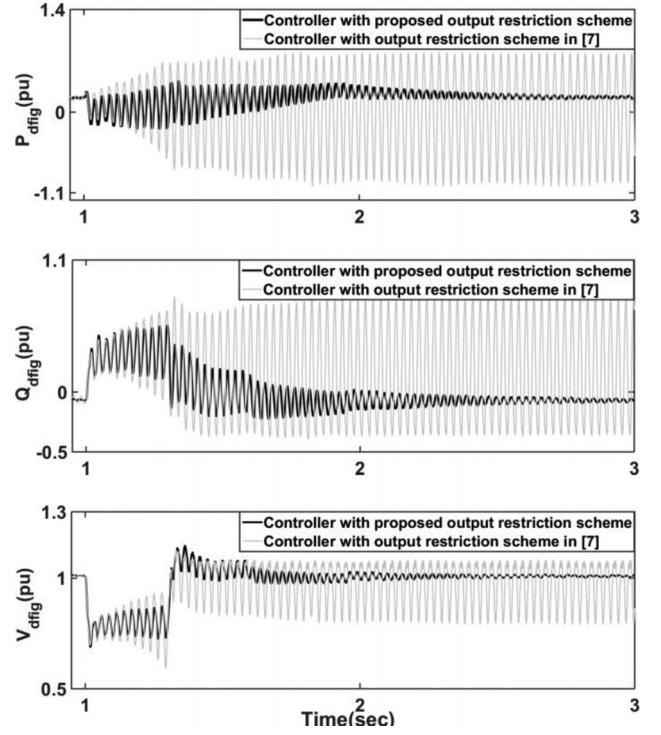 1.4
Controller with proposed output restriction scheme
Controller with output restriction scheme in [7]
P_dfig(pu)
0
-1.1
1 2 3
1.1
Controller with proposed output restriction scheme
Controller with output restriction scheme in [7]
Q_dfig(pu)
0
-0.5
1 2 3
1.3
Controller with proposed output restriction scheme
Controller with output restriction scheme in [7]
V_dfig(pu)
1
0.5
1 2 3
Time(sec)